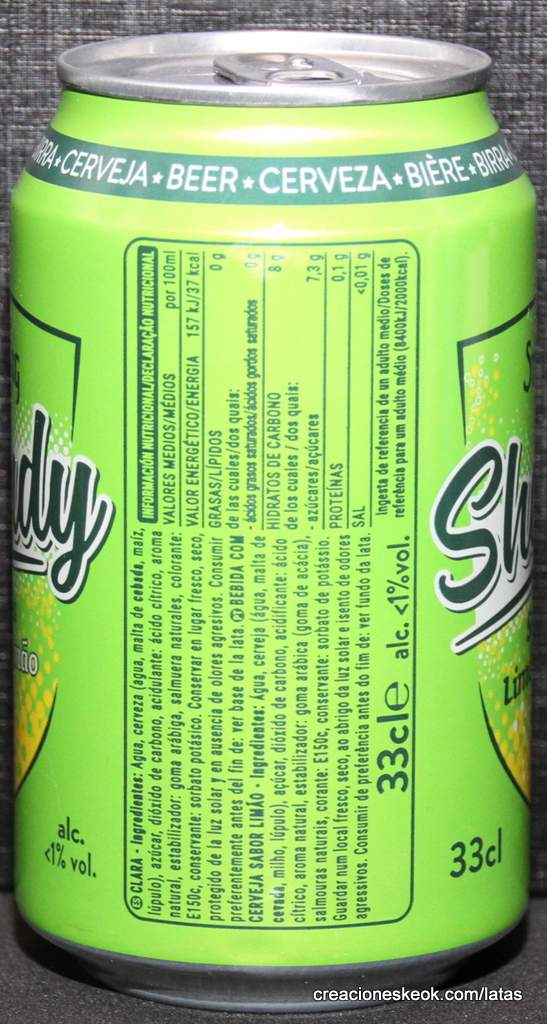 CERVEJA★BEER★CERVEZA★BIÈRE★BIRRA
INFORMACIÓN NUTRICIONAL/DECLARAÇÃO NUTRICIONAL
VALORES MEDIOS/MÉDIOS por 100ml
VALOR ENERGÉTICO/ENERGIA 157 kJ/37 kcal
GRASAS/LÍPIDOS 0 g
de las cuales/dos quais:
- ácidos grasos saturados/ácidos gordos saturados 0 g
HIDRATOS DE CARBONO 8 g
de los cuales / dos quais:
- azúcares/açúcares 7,3 g
PROTEÍNAS 0,1 g
SAL <0,01 g
Ingesta de referencia de un adulto medio/Doses de
referência para um adulto médio (8400kJ/2000kcal).
ES CLARA - Ingredientes: Agua, cerveza (agua, malta de cebada, maíz,
lúpulo), azúcar, dióxido de carbono, acidulante: ácido cítrico, aroma
natural, estabilizador: goma arábiga, salmuera naturales, colorante:
E150c, conservante: sorbato potásico. Conservar en lugar fresco, seco,
protegido de la luz solar y en ausencia de olores agresivos. Consumir
preferentemente antes del fin de: ver base de la lata. PT BEBIDA COM
CERVEJA SABOR LIMÃO - Ingredientes: Água, cerveja (água, malta de
cevada, milho, lúpulo), açúcar, dióxido de carbono, acidificante: ácido
cítrico, aroma natural, estabilizador: goma arábica (goma de acácia),
salmouras naturais, corante: E150c, conservante: sorbato de potássio.
Guardar num local fresco, seco, ao abrigo da luz solar e isento de odores
agressivos. Consumir de preferência antes do fim de: ver fundo da lata.
33cl e alc. <1%vol.
dy
alc.
<1% vol.
Sh
33cl
creacioneskeok.com/latas